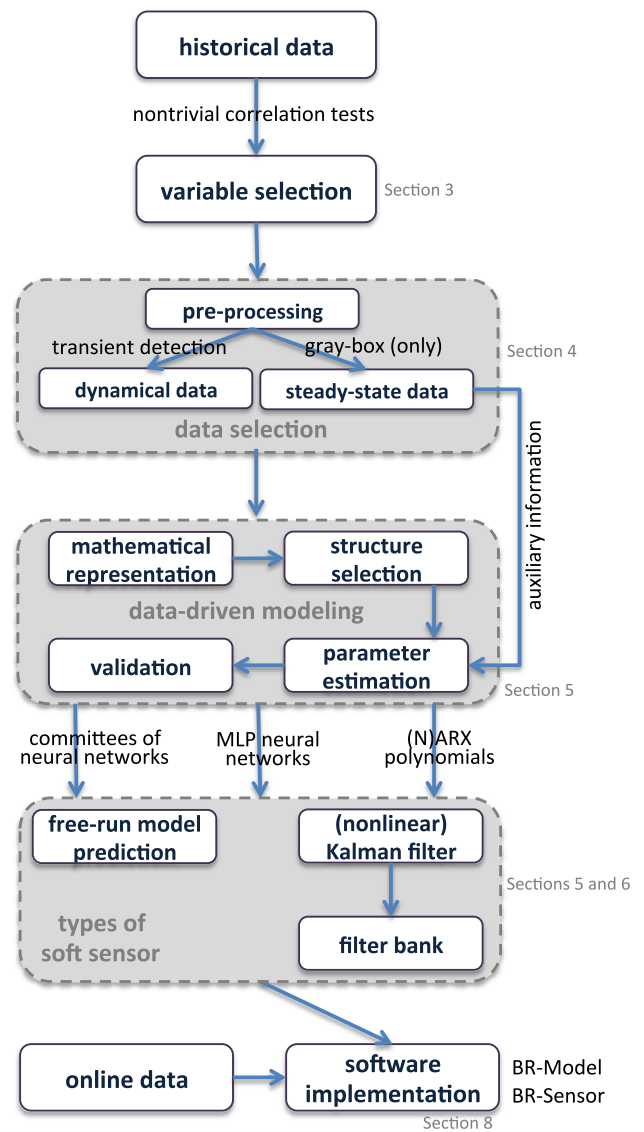 historical data
nontrivial correlation tests
variable selection
Section 3
pre-processing
transient detection
gray-box (only)
Section 4
dynamical data
steady-state data
data selection
auxiliary information
mathematical
representation
structure
selection
data-driven modeling
validation
parameter
estimation
Section 5
committees of
neural networks
MLP neural
networks
(N)ARX
polynomials
free-run model
prediction
(nonlinear)
Kalman filter
Sections 5 and 6
types of
soft sensor
filter bank
online data
software
implementation
BR-Model
BR-Sensor
Section 8